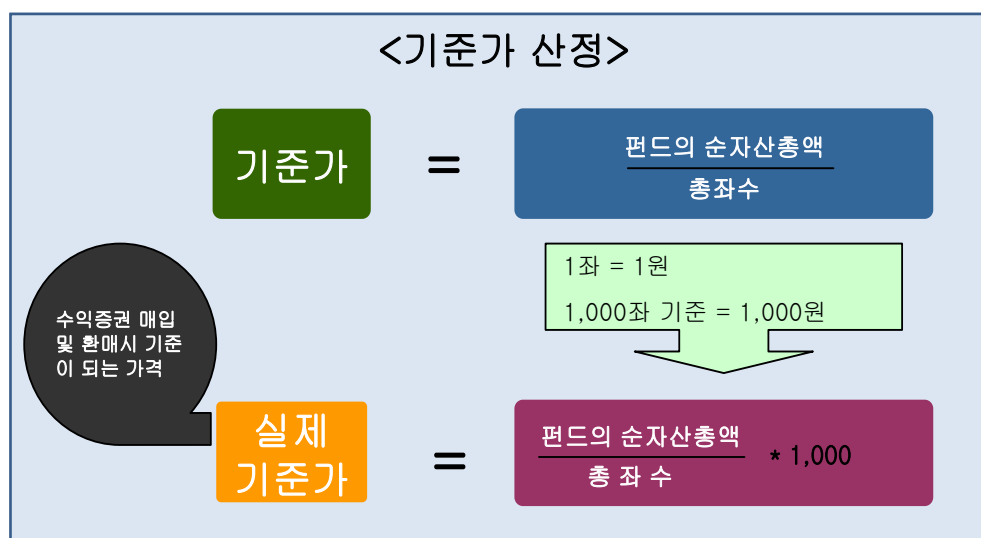 <기준가 산정>
기준가
=
펀드의 순자산총액
총좌수
1좌 = 1원
1,000좌 기준 = 1,000원
수익증권 매입
및 환매시 기준
이 되는 가격
실제
기준가
=
펀드의 순자산총액
총 좌 수
* 1,000